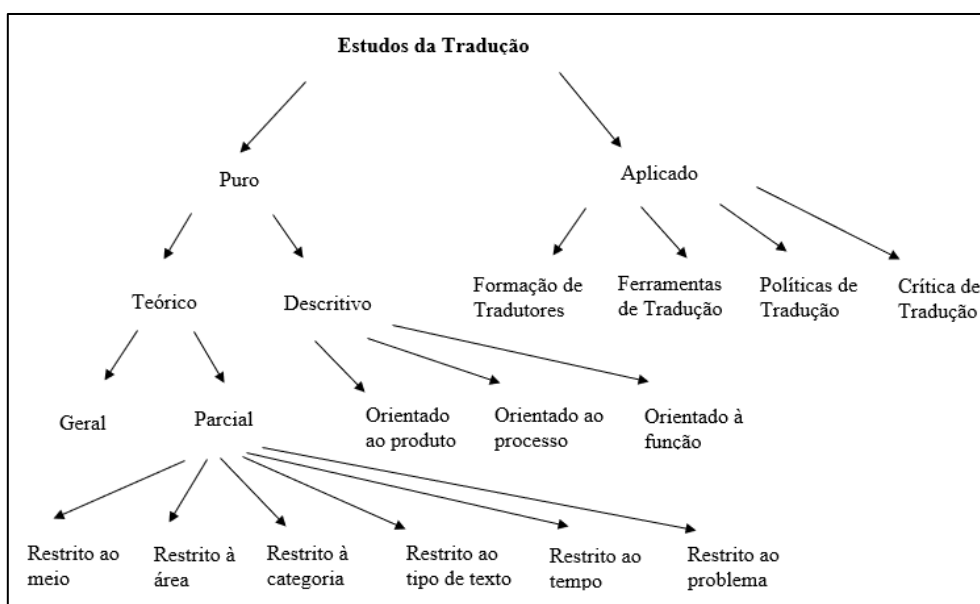 Estudos da Tradução
Puro
Aplicado
Teórico
Descritivo
Formação de
Tradutores
Ferramentas
de Tradução
Políticas de
Tradução
Crítica de
Tradução
Geral
Parcial
Orientado
ao produto
Orientado ao
processo
Orientado à
função
Restrito ao
meio
Restrito à
área
Restrito à
categoria
Restrito ao
tipo de texto
Restrito ao
tempo
Restrito ao
problema